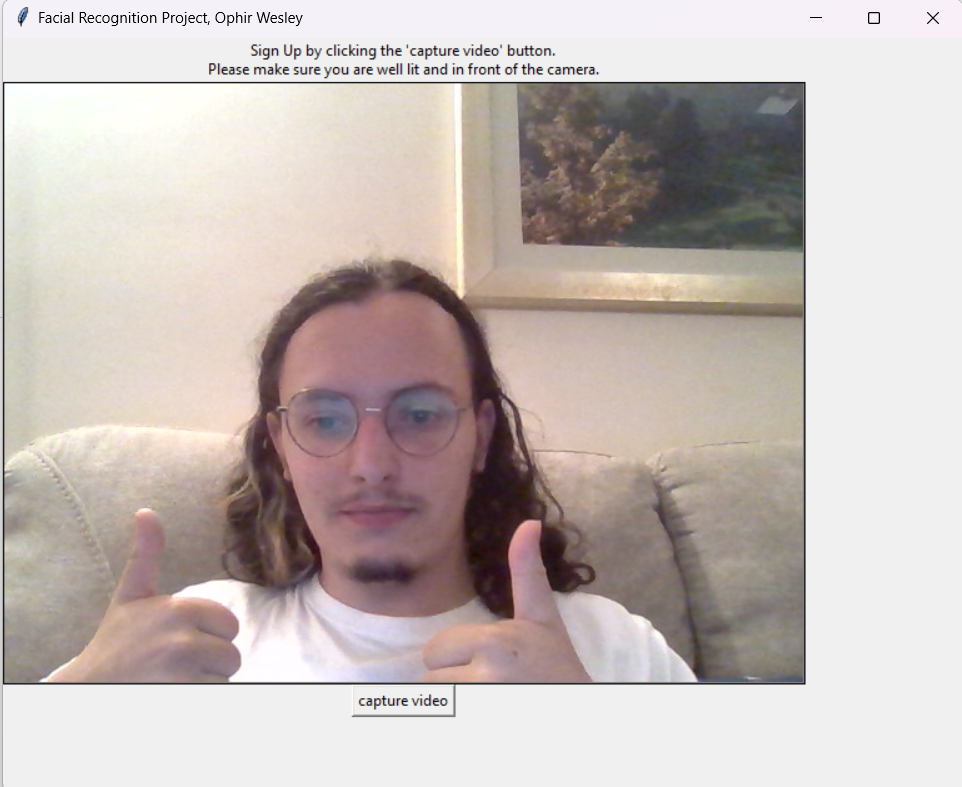 Facial Recognition Project, Ophir Wesley
Sign Up by clicking the 'capture video' button.
Please make sure you are well lit and in front of the camera.
capture video